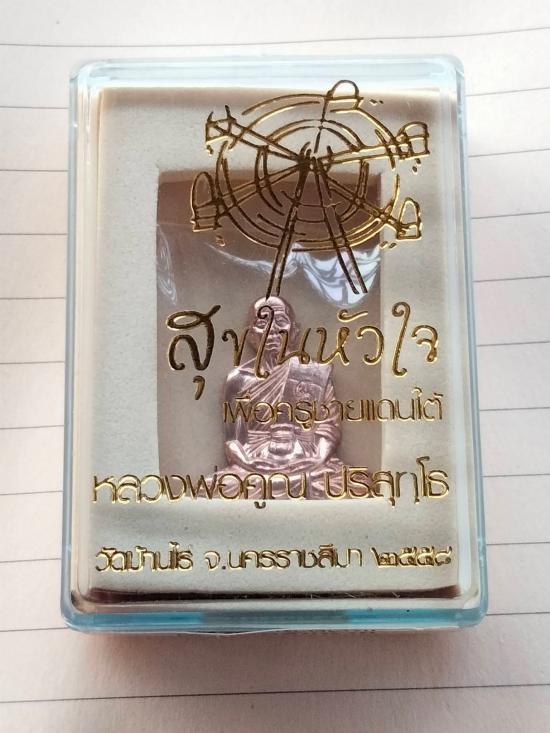 สุขในหัวใจ
เพื่อครูชายแดนใต้
หลวงพ่อคูณ ปริสุทฺโธ
วัดบ้านไร่ จ.นครราชสีมา ๒๕๕๘